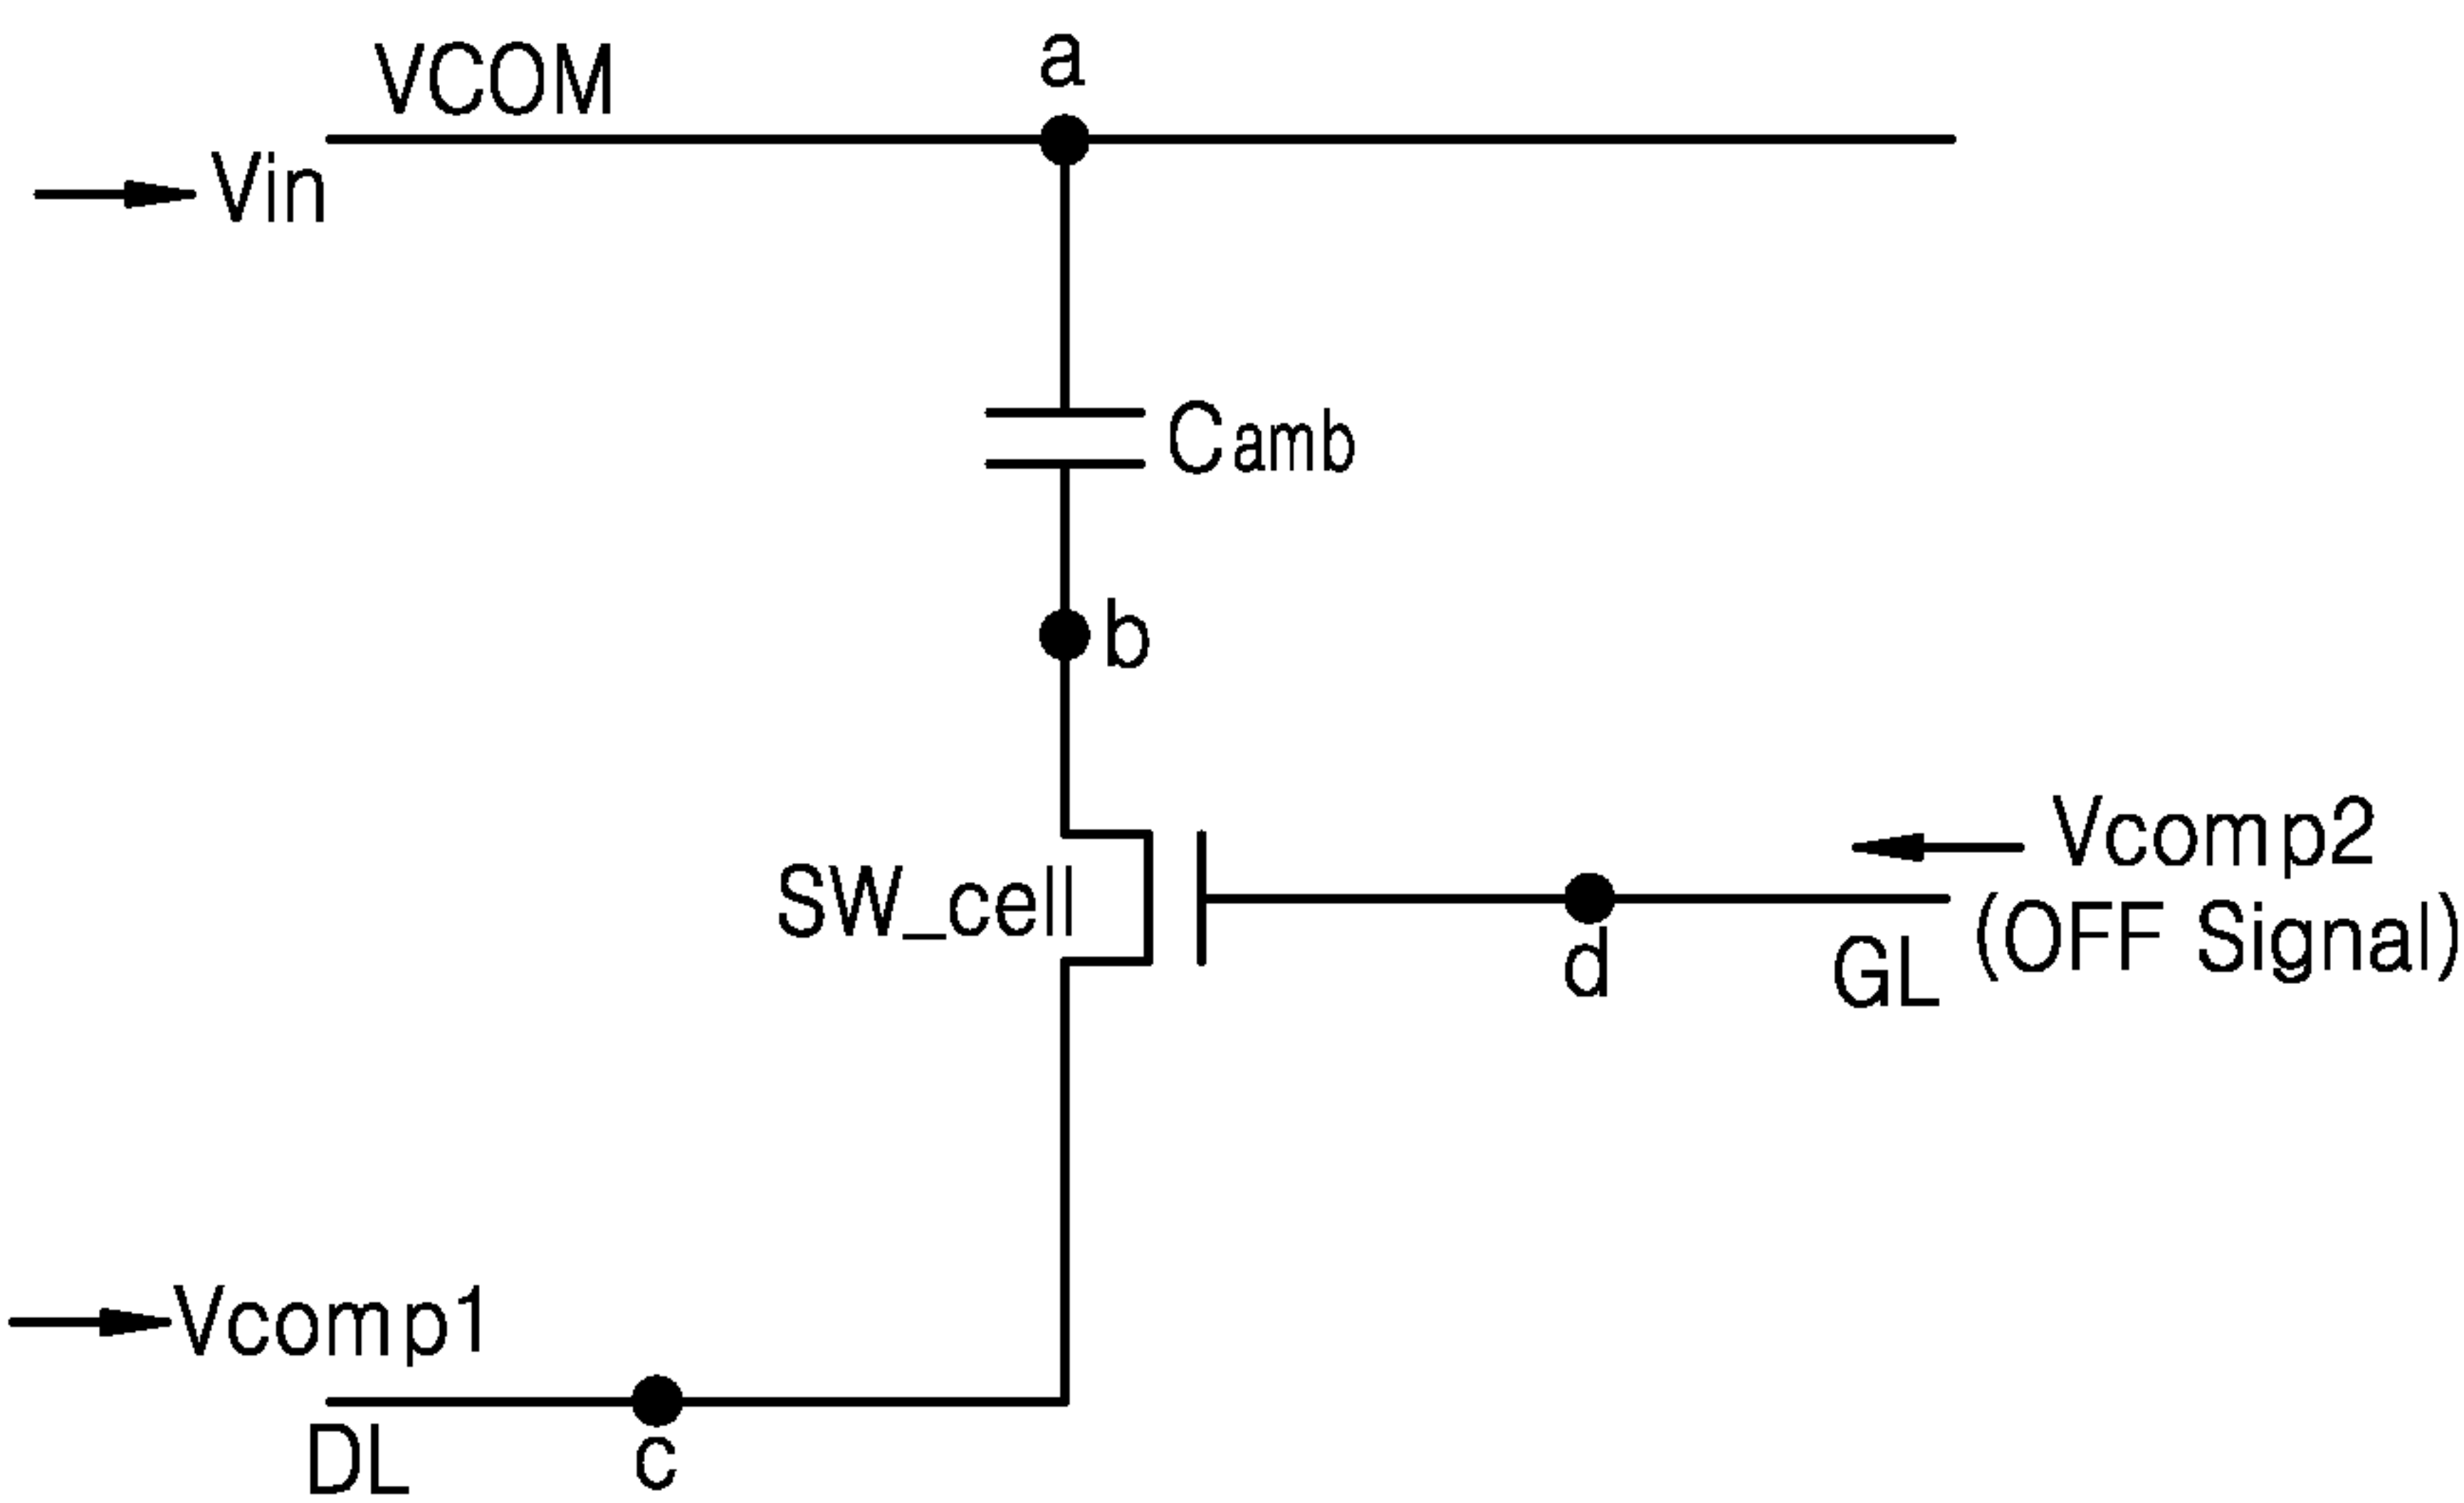 a
VCOM
Vin
Camb
b
Vcomp2
SW_cell
(OFF Signal)
d
GL
Vcomp1
DL
c